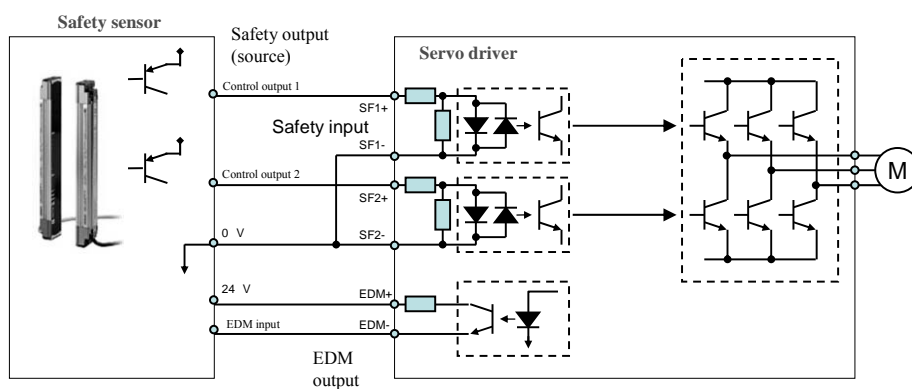 Safety sensor
Safety output
(source)
Servo driver
Control output 1
SF1+
Safety input
SF1-
Control output 2
SF2+
0 V
SF2-
24 V
EDM+
EDM input
EDM-
EDM
output
M